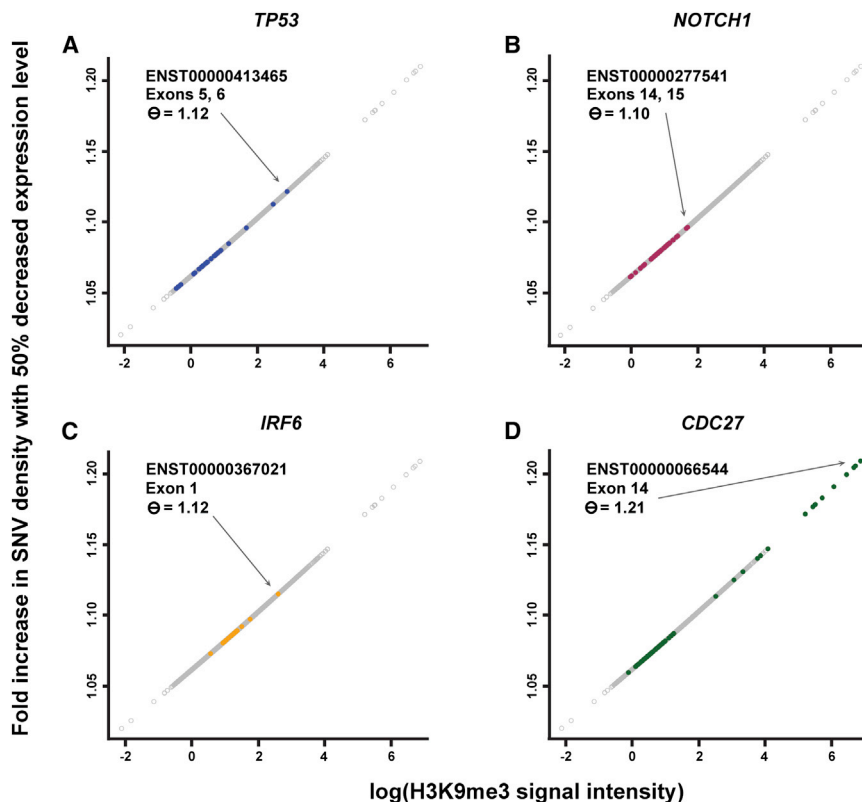 Fold increase in SNV density with 50% decreased expression level
TP53
A
ENST00000413465
Exons 5, 6
Θ = 1.12
1.20
1.15
1.10
1.05
-2 0 2 4 6
NOTCH1
B
ENST00000277541
Exons 14, 15
Θ = 1.10
1.20
1.15
1.10
1.05
-2 0 2 4 6
IRF6
C
ENST00000367021
Exon 1
Θ = 1.12
1.20
1.15
1.10
1.05
-2 0 2 4 6
CDC27
D
ENST00000066544
Exon 14
Θ = 1.21
1.20
1.15
1.10
1.05
-2 0 2 4 6
log(H3K9me3 signal intensity)